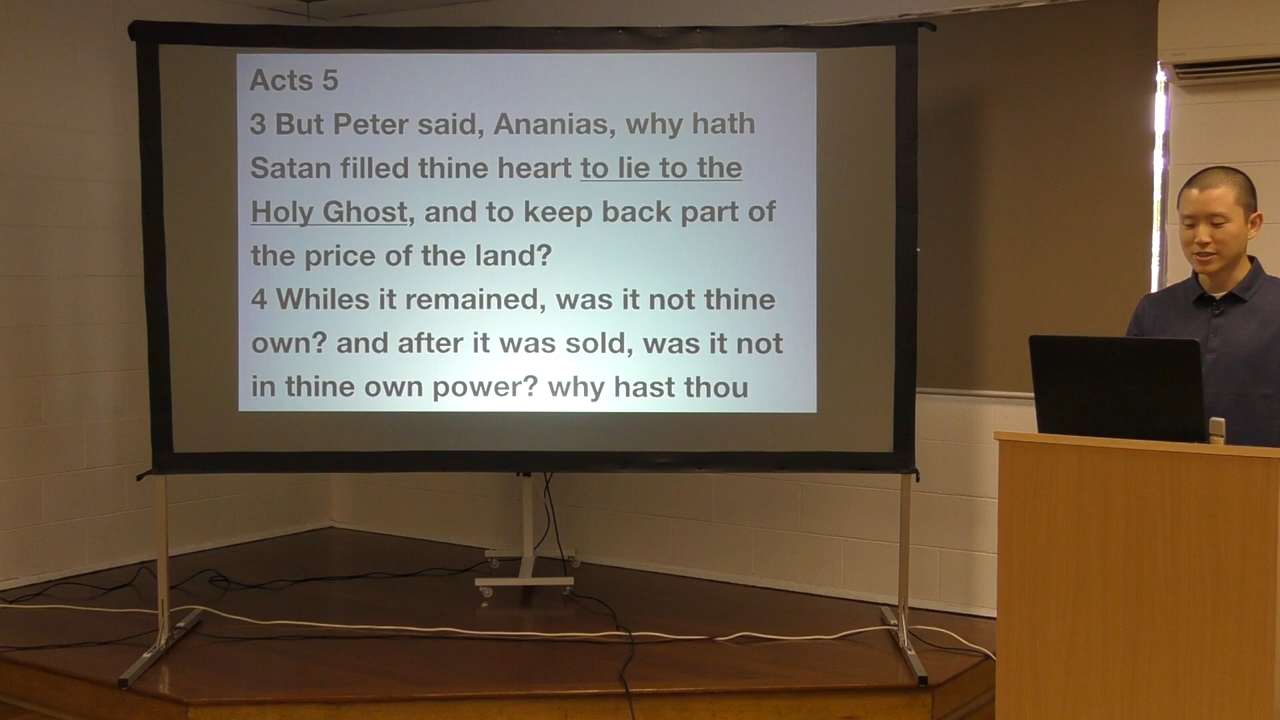 Acts 5
3 But Peter said, Ananias, why hath
Satan filled thine heart to lie to the
Holy Ghost, and to keep back part of
the price of the land?
4 Whiles it remained, was it not thine
own? and after it was sold, was it not
in thine own power? why hast thou